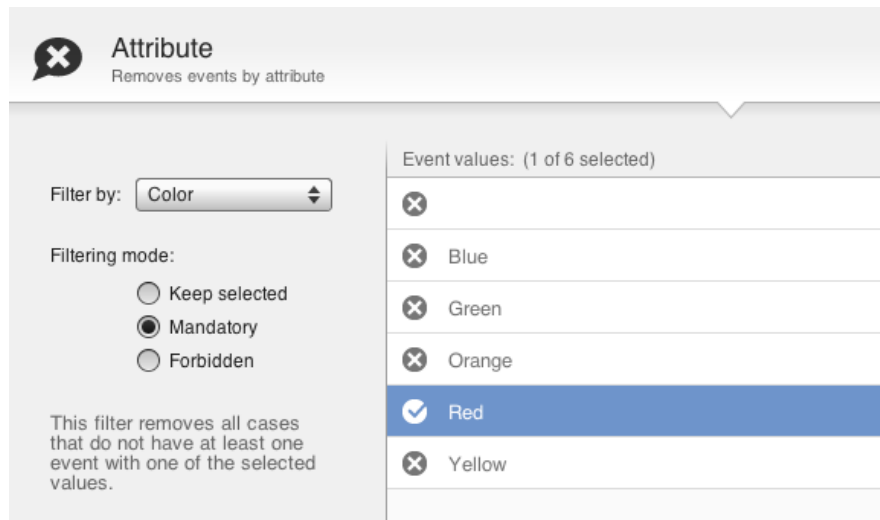 Attribute
Removes events by attribute
Filter by: Color
Filtering mode:
Keep selected
Mandatory
Forbidden
This filter removes all cases
that do not have at least one
event with one of the selected
values.
Event values: (1 of 6 selected)
Blue
Green
Orange
Red
Yellow